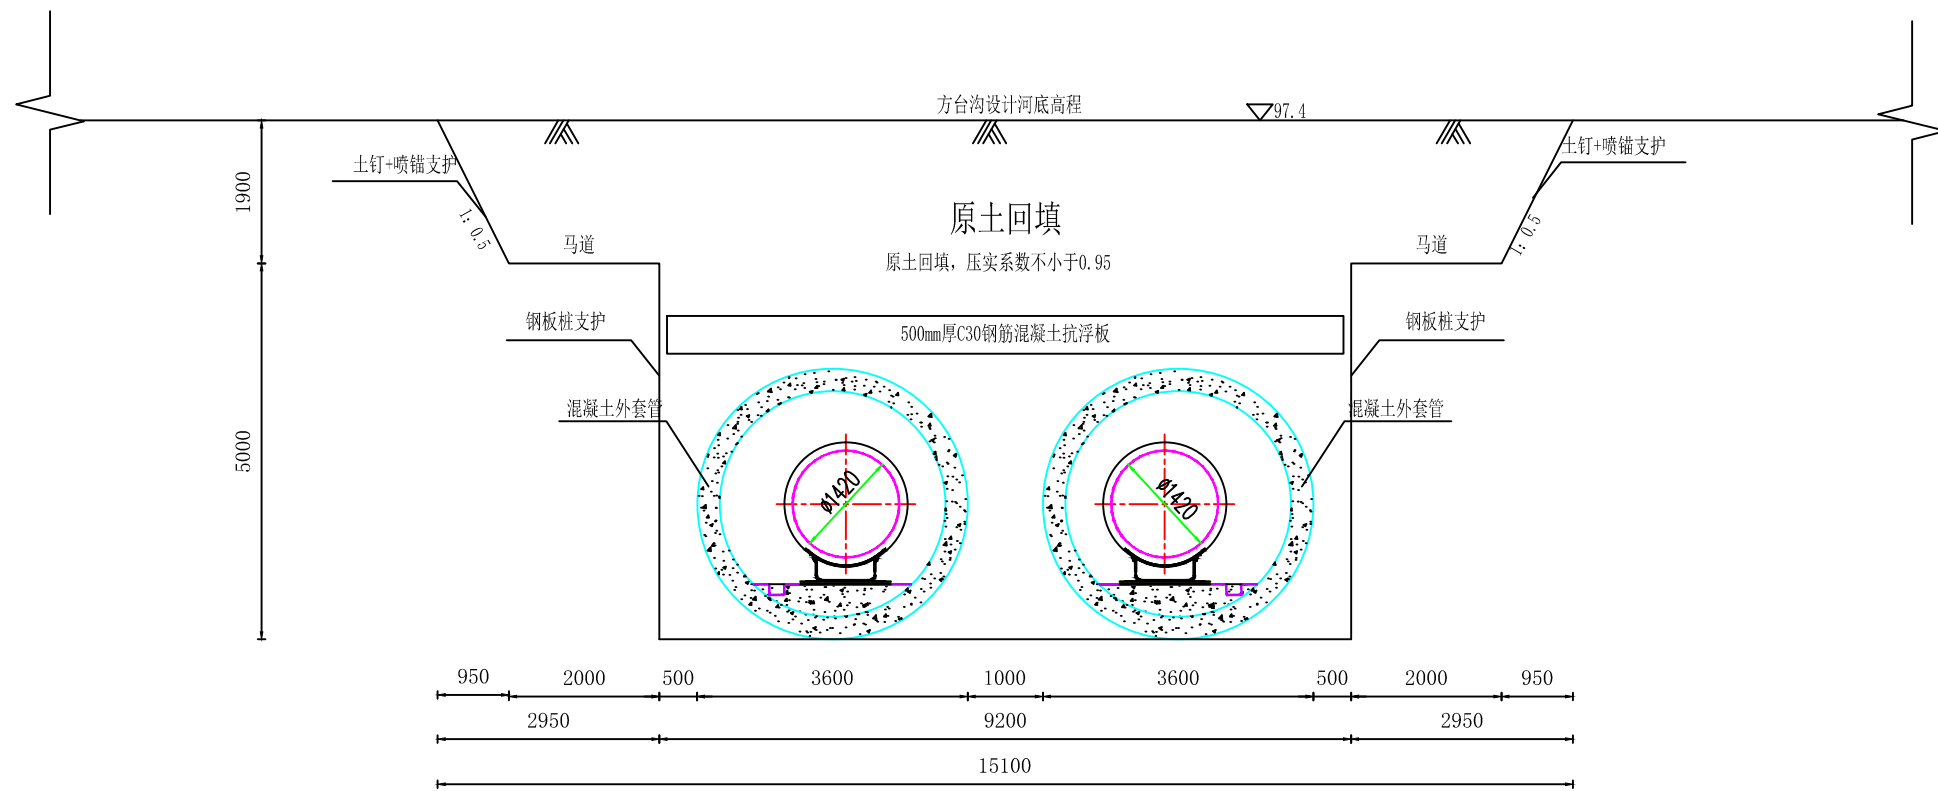 方台沟设计河底高程
97.4
土钉+喷锚支护
土钉+喷锚支护
1900
1: 0.5
1: 0.5
原土回填
马道
马道
原土回填，压实系数不小于0.95
钢板桩支护
钢板桩支护
500mm厚C30钢筋混凝土抗浮板
混凝土外套管
混凝土外套管
5000
ø1420
ø1420
950 2000 500 3600 1000 3600 500 2000 950
2950 9200 2950
15100